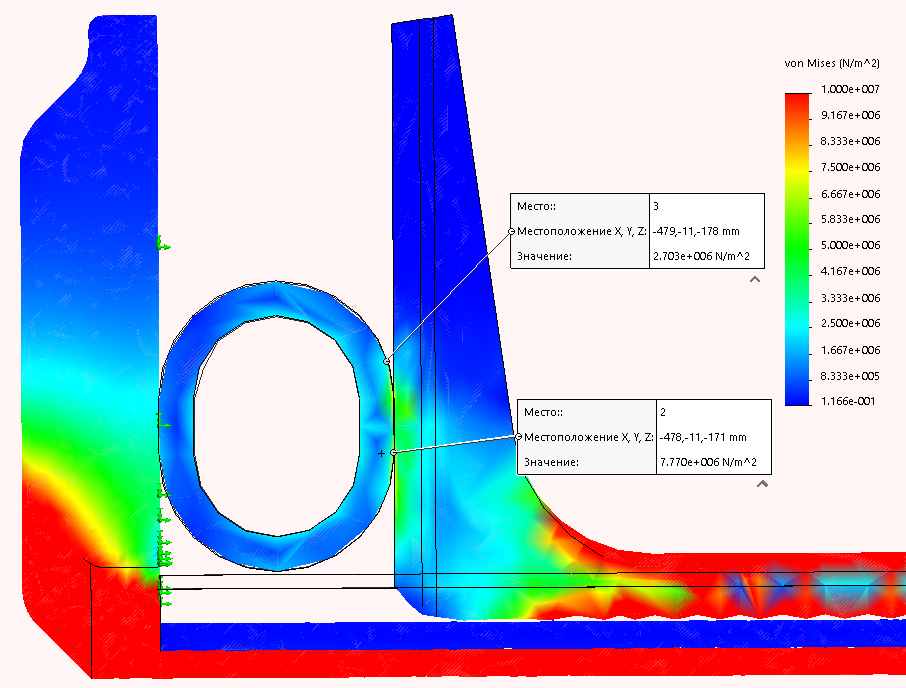 von Mises (N/m^2)
1.000e+007
9.167e+006
8.333e+006
7.500e+006
6.667e+006
5.833e+006
5.000e+006
4.167e+006
3.333e+006
2.500e+006
1.667e+006
8.333e+005
1.166e-001
Место:: 3
Местоположение X, Y, Z: -479,-11,-178 mm
Значение: 2.703e+006 N/m^2
Место:: 2
Местоположение X, Y, Z: -478,-11,-171 mm
Значение: 7.770e+006 N/m^2